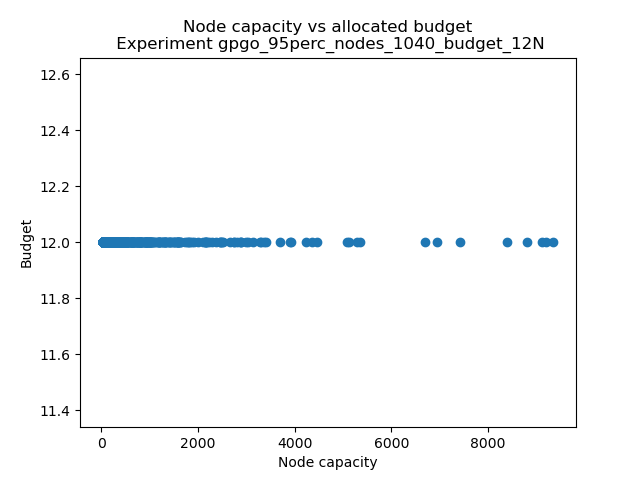 Node capacity vs allocated budget
Experiment gpgo_95perc_nodes_1040_budget_12N
12.6
12.4
12.2
12.0
11.8
11.6
11.4
Budget
0 2000 4000 6000 8000
Node capacity